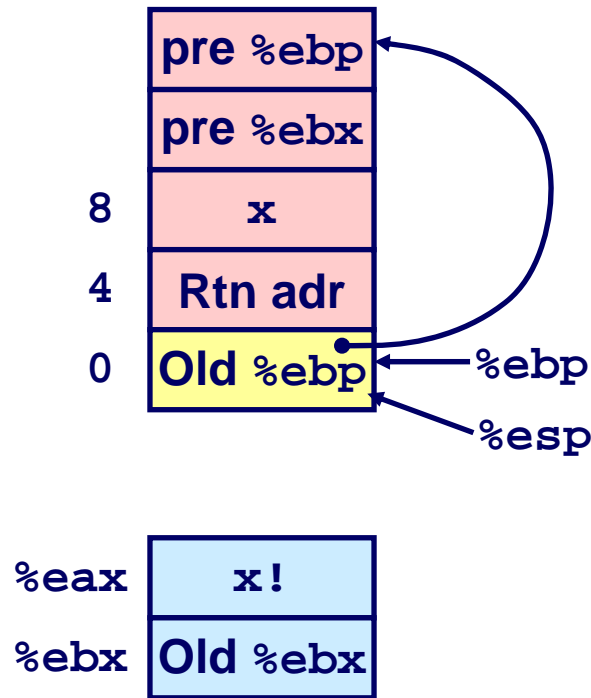 pre %ebp
pre %ebx
8 x
4 Rtn adr
0 Old %ebp %ebp
%esp
%eax x!
%ebx Old %ebx